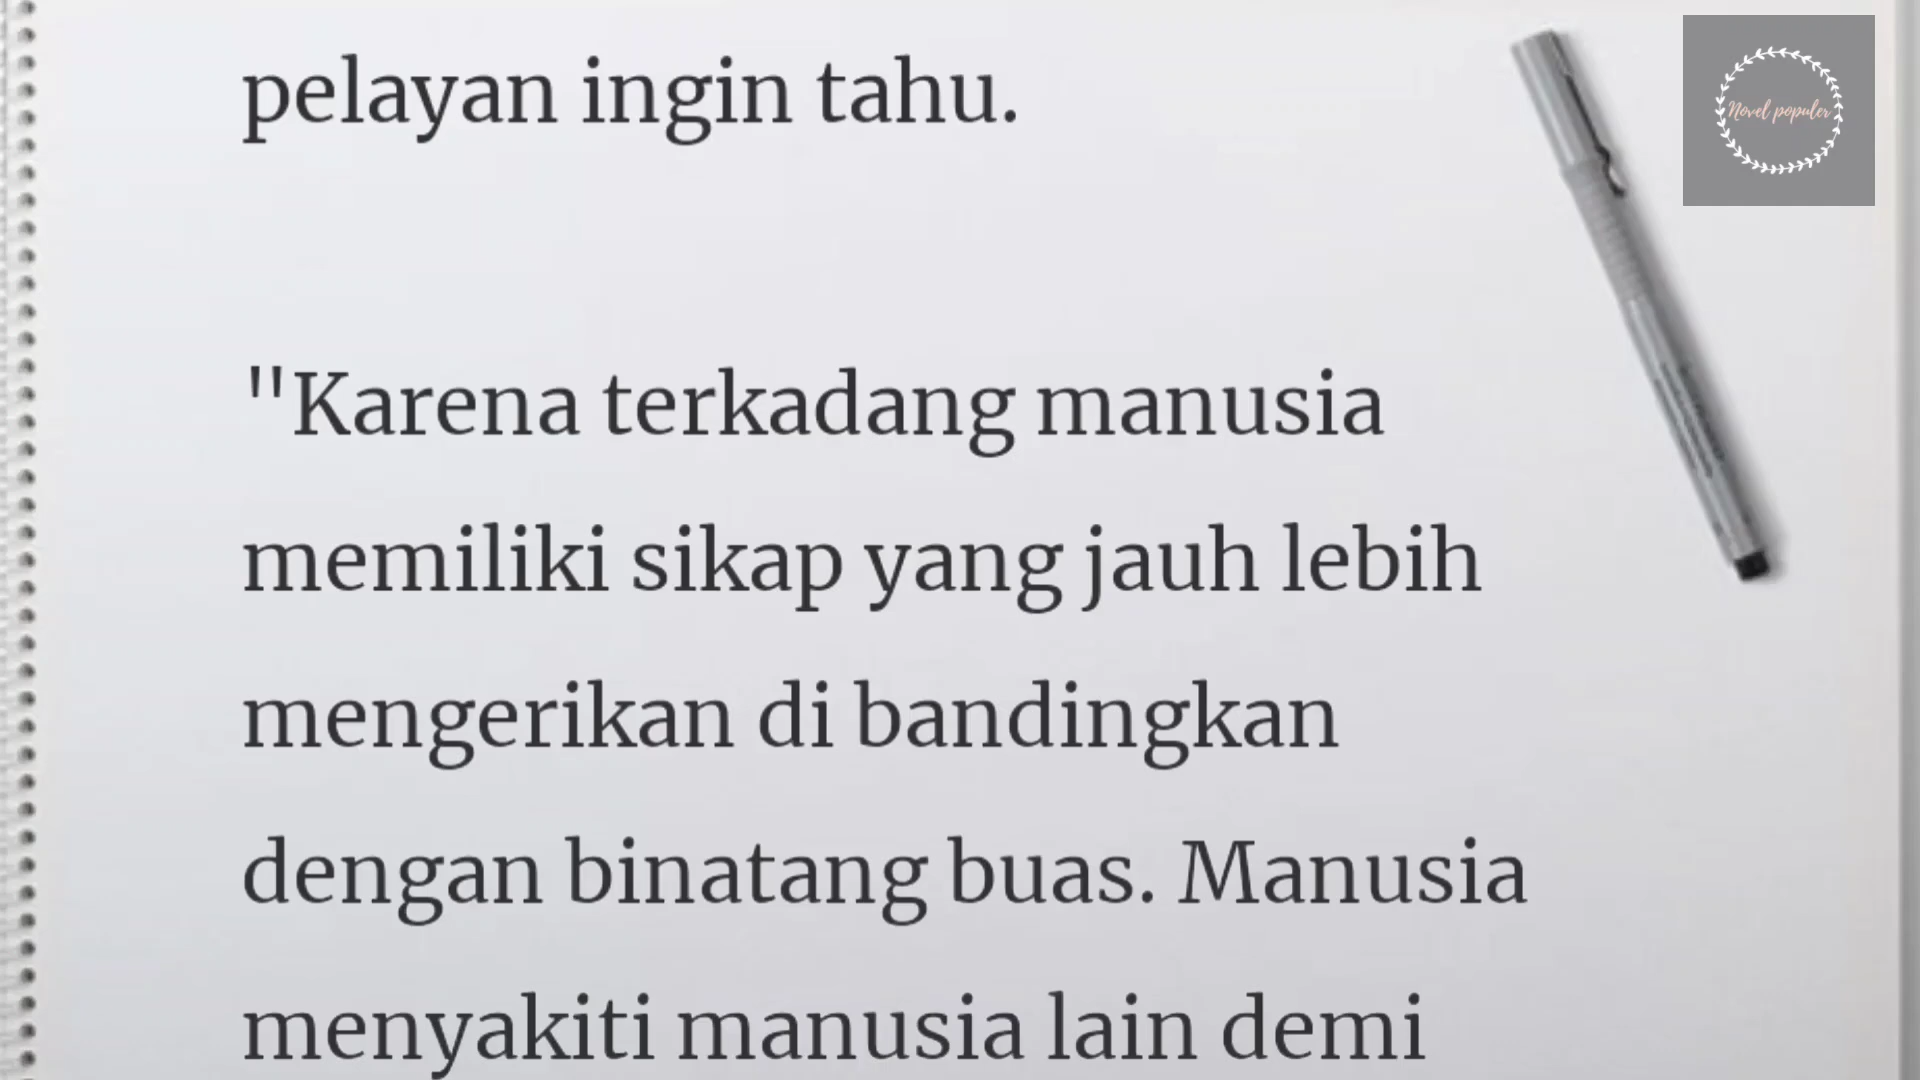 pelayan ingin tahu.
Novel populer
"Karena terkadang manusia
memiliki sikap yang jauh lebih
mengerikan di bandingkan
dengan binatang buas. Manusia
menyakiti manusia lain demi